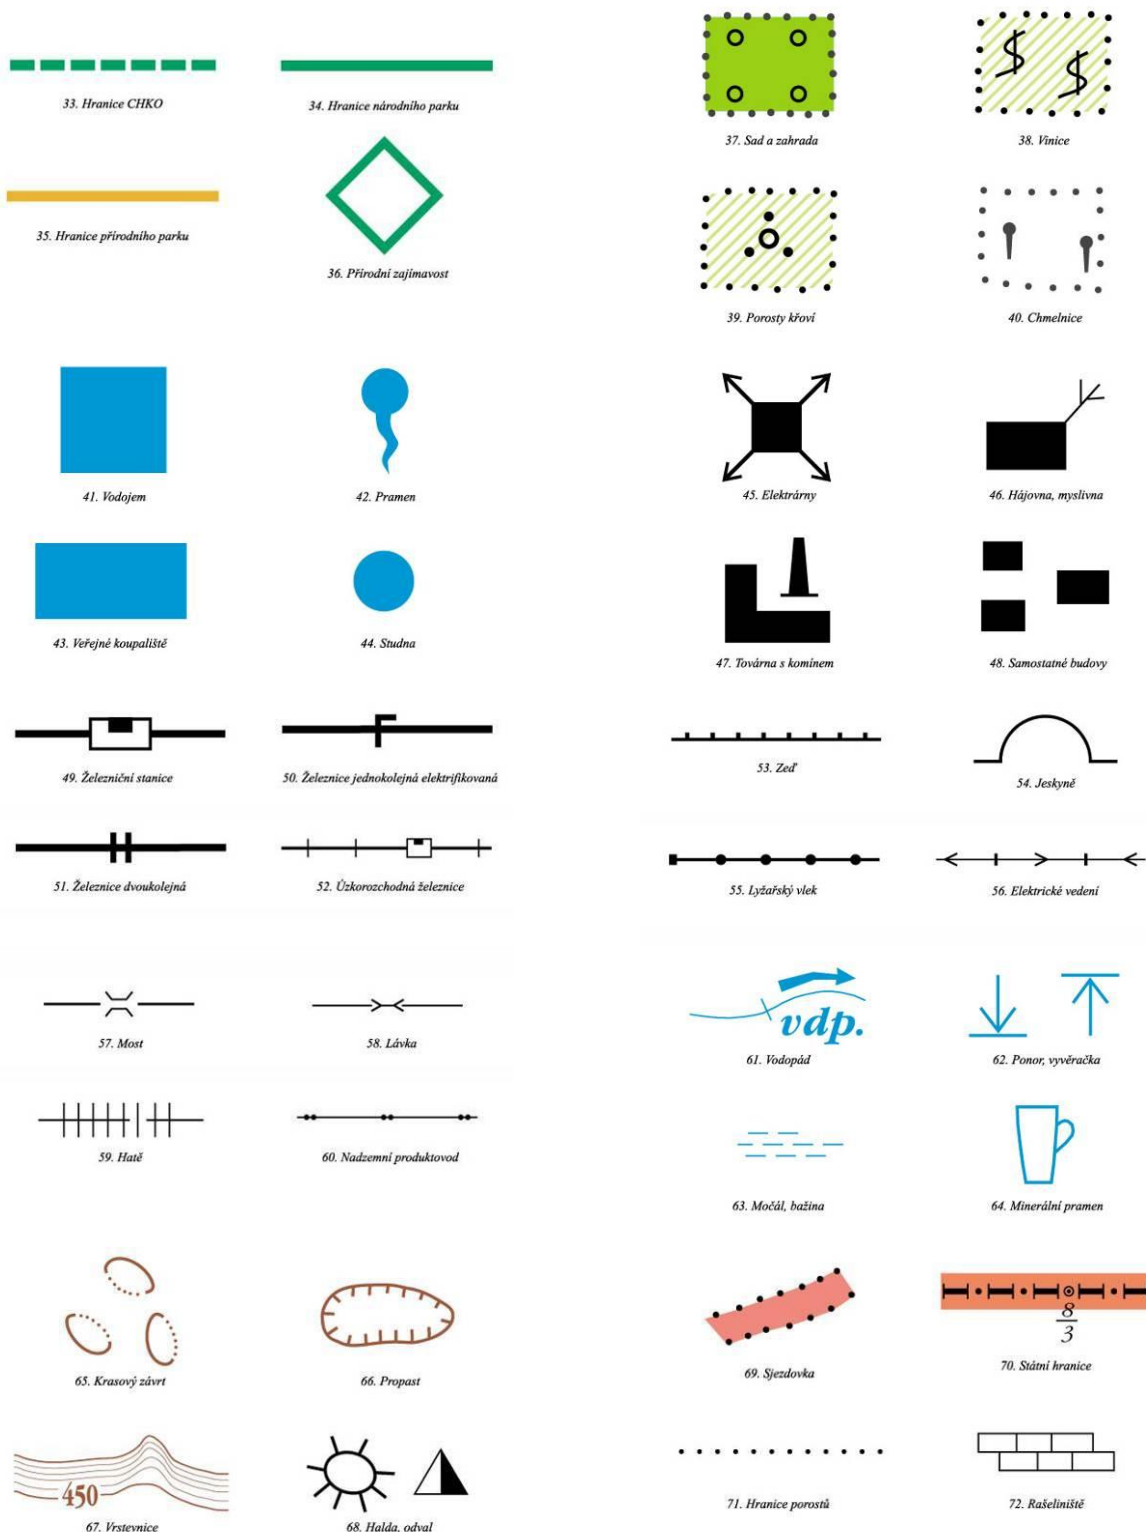 33. Hranice CHKO
34. Hranice národního parku
35. Hranice přírodního parku
36. Přírodní zajímavost
37. Sad a zahrada
38. Vinice
39. Porosty křoví
40. Chmelnice
41. Vodojem
42. Pramen
43. Veřejné koupaliště
44. Studna
45. Elektrárny
46. Hájovna, myslivna
47. Továrna s komínem
48. Samostatné budovy
49. Železniční stanice
50. Železnice jednokolejná elektrifikovaná
51. Železnice dvoukolejná
52. Úzkorozchodná železnice
53. Zeď
54. Jeskyně
55. Lyžařský vlek
56. Elektrické vedení
57. Most
58. Lávka
59. Hatě
60. Nadzemní produktovod
vdp.
61. Vodopád
62. Ponor, vyvěračka
63. Močál, bažina
64. Minerální pramen
65. Krasový závrt
66. Propast
450
67. Vrstevnice
68. Halda, odval
69. Sjezdovka
8
3
70. Státní hranice
71. Hranice porostů
72. Rašeliniště